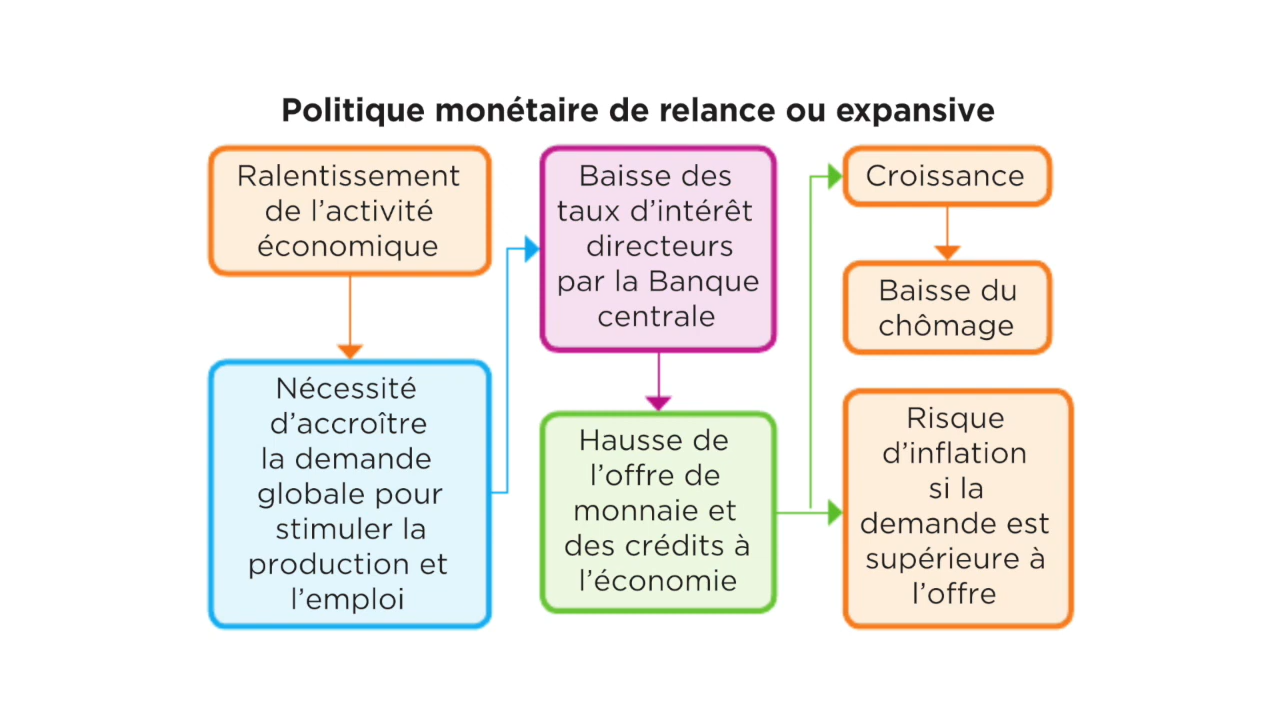 Politique monétaire de relance ou expansive
Ralentissement
de l’activité
économique
Nécessité
d’accroître
la demande
globale pour
stimuler la
production et
l’emploi
Baisse des
taux d’intérêt
directeurs
par la Banque
centrale
Hausse de
l’offre de
monnaie et
des crédits à
l’économie
Croissance
Baisse du
chômage
Risque
d’inflation
si la
demande est
supérieure à
l’offre